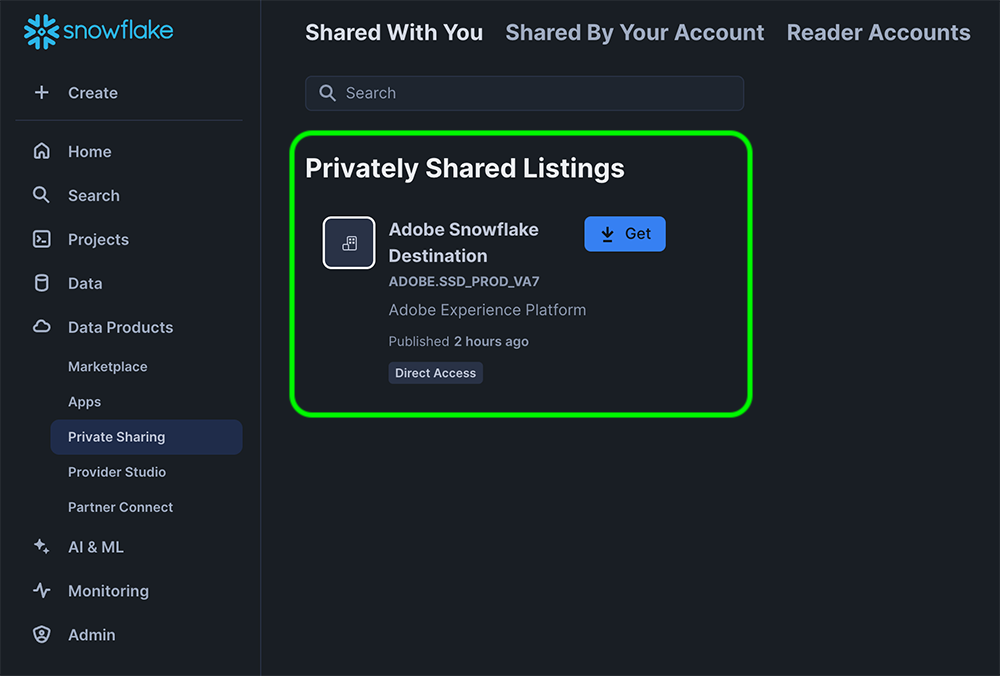 snowflake
Create
Home
Search
Projects
Data
Data Products
Marketplace
Apps
Private Sharing
Provider Studio
Partner Connect
AI & ML
Monitoring
Admin
Shared With You Shared By Your Account Reader Accounts
Search
Privately Shared Listings
Adobe Snowflake
Destination
Get
ADOBE.SSD_PROD_VA7
Adobe Experience Platform
Published 2 hours ago
Direct Access